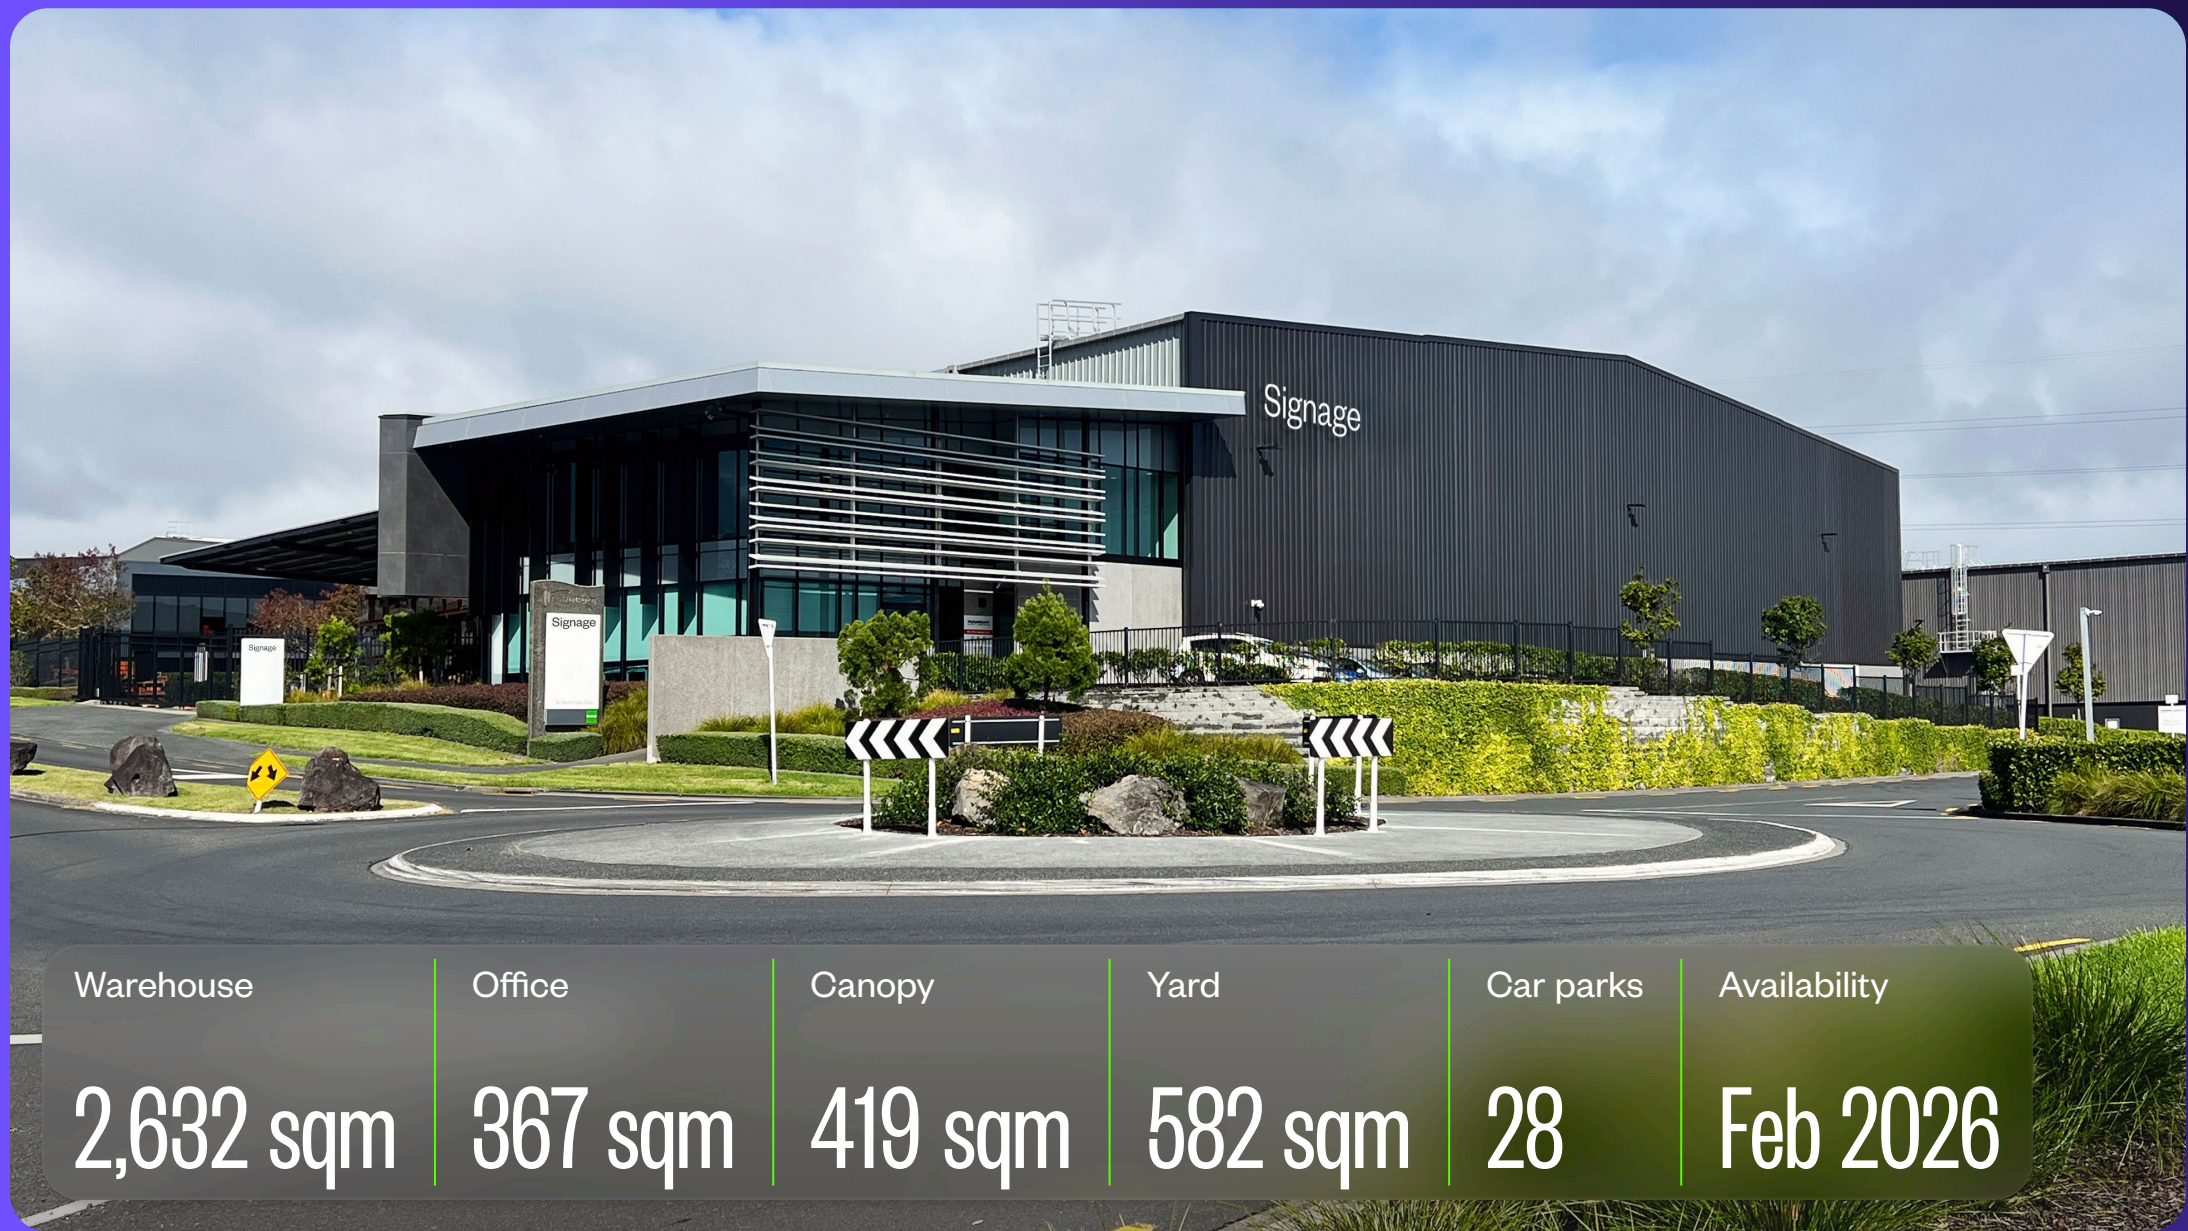 Signage
Signage
Signage
Warehouse
Office
Canopy
Yard
Car parks
Availability
2,632 sqm
367 sqm
419 sqm
582 sqm
28
Feb 2026